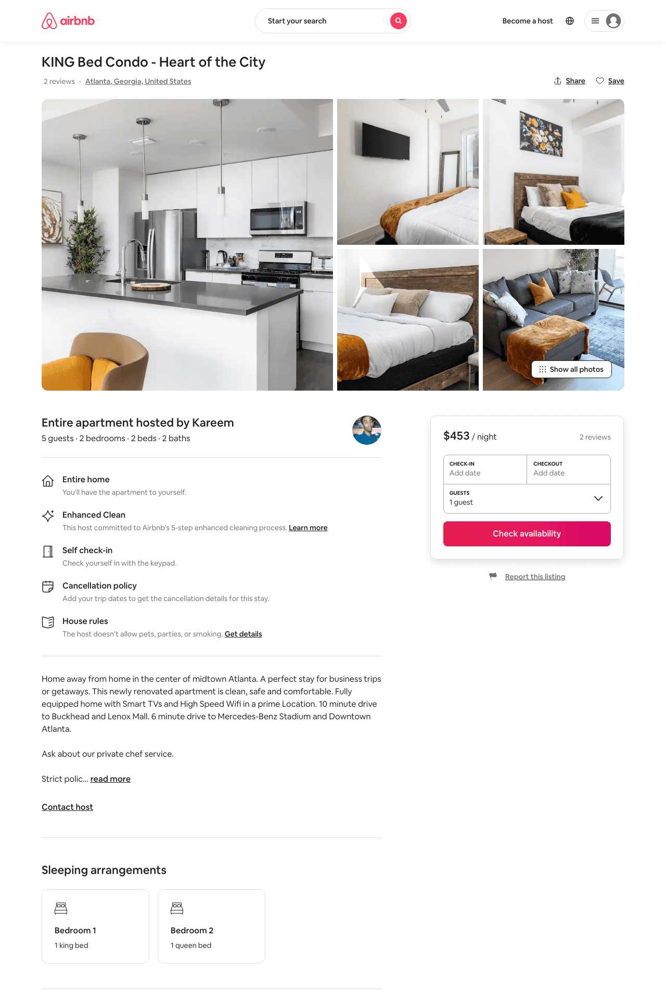 airbnb
Start your search
Become a host
KING Bed Condo - Heart of the City
2 reviews · Atlanta, Georgia, United States
Share
Save
Show all photos
Entire apartment hosted by Kareem
5 guests · 2 bedrooms · 2 beds · 2 baths
Entire home
You’ll have the apartment to yourself.
Enhanced Clean
This host committed to Airbnb's 5-step enhanced cleaning process. Learn more
Self check-in
Check yourself in with the keypad.
Cancellation policy
Add your trip dates to get the cancellation details for this stay.
House rules
The host doesn’t allow pets, parties, or smoking. Get details
$453 / night
2 reviews
CHECK-IN
Add date
CHECKOUT
Add date
GUESTS
1 guest
Check availability
Report this listing
Home away from home in the center of midtown Atlanta. A perfect stay for business trips
or getaways. This newly renovated apartment is clean, safe and comfortable. Fully
equipped home with Smart TVs and High Speed Wifi in a prime Location. 10 minute drive
to Buckhead and Lenox Mall. 6 minute drive to Mercedes-Benz Stadium and Downtown
Atlanta.
Ask about our private chef service.
Strict polic... read more
Contact host
Sleeping arrangements
Bedroom 1
1 king bed
Bedroom 2
1 queen bed